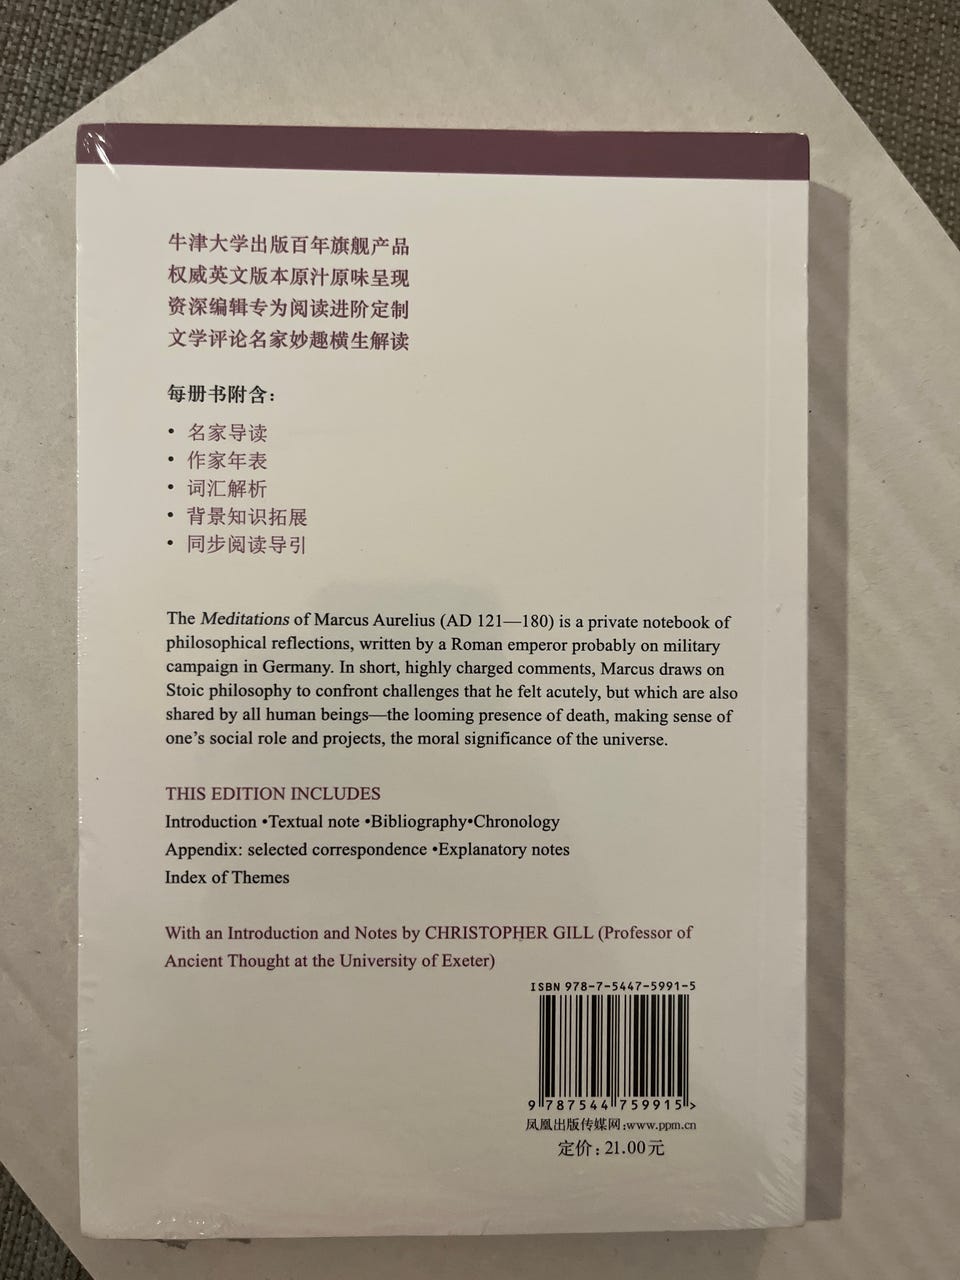 牛津大学出版百年旗舰产品
权威英文版本原汁原味呈现
资深编辑专为阅读进阶定制
文学评论名家妙趣横生解读
每册书附含：
• 名家导读
• 作家年表
• 词汇解析
• 背景知识拓展
• 同步阅读导引
The Meditations of Marcus Aurelius (AD 121—180) is a private notebook of
philosophical reflections, written by a Roman emperor probably on military
campaign in Germany. In short, highly charged comments, Marcus draws on
Stoic philosophy to confront challenges that he felt acutely, but which are also
shared by all human beings—the looming presence of death, making sense of
one's social role and projects, the moral significance of the universe.
THIS EDITION INCLUDES
Introduction •Textual note •Bibliography•Chronology
Appendix: selected correspondence •Explanatory notes
Index of Themes
With an Introduction and Notes by CHRISTOPHER GILL (Professor of
Ancient Thought at the University of Exeter)
ISBN 978-7-5447-5991-5
9 787544 759915 >
凤凰出版传媒网:www.ppm.cn
定价: 21.00元